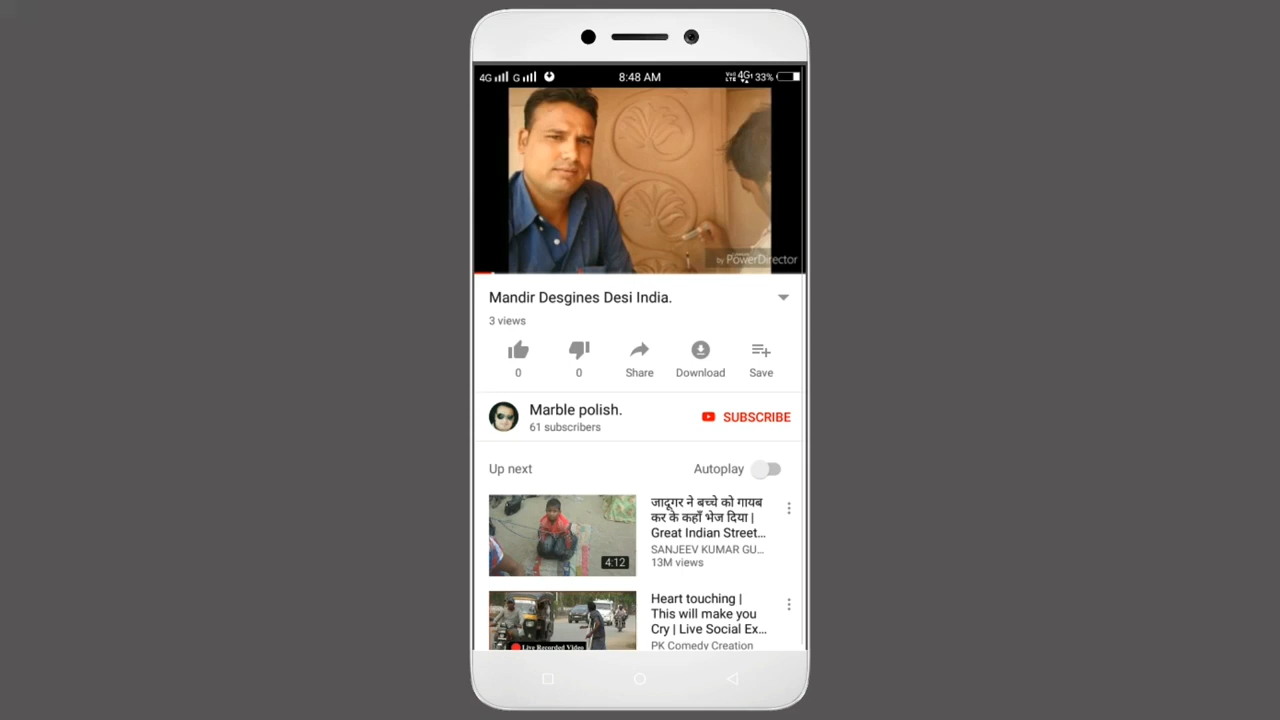 4G G 8:48 AM VoLTE 4G 33%
by PowerDirector
Mandir Desgines Desi India.
3 views
0 0 Share Download Save
Marble polish.
61 subscribers
SUBSCRIBE
Up next Autoplay
जादूगर ने बच्चे को गायब
कर के कहाँ भेज दिया |
Great Indian Street...
SANJEEV KUMAR GU...
13M views
4:12
Heart touching |
This will make you
Cry | Live Social Ex...
PK Comedy Creation
Live Recorded Video